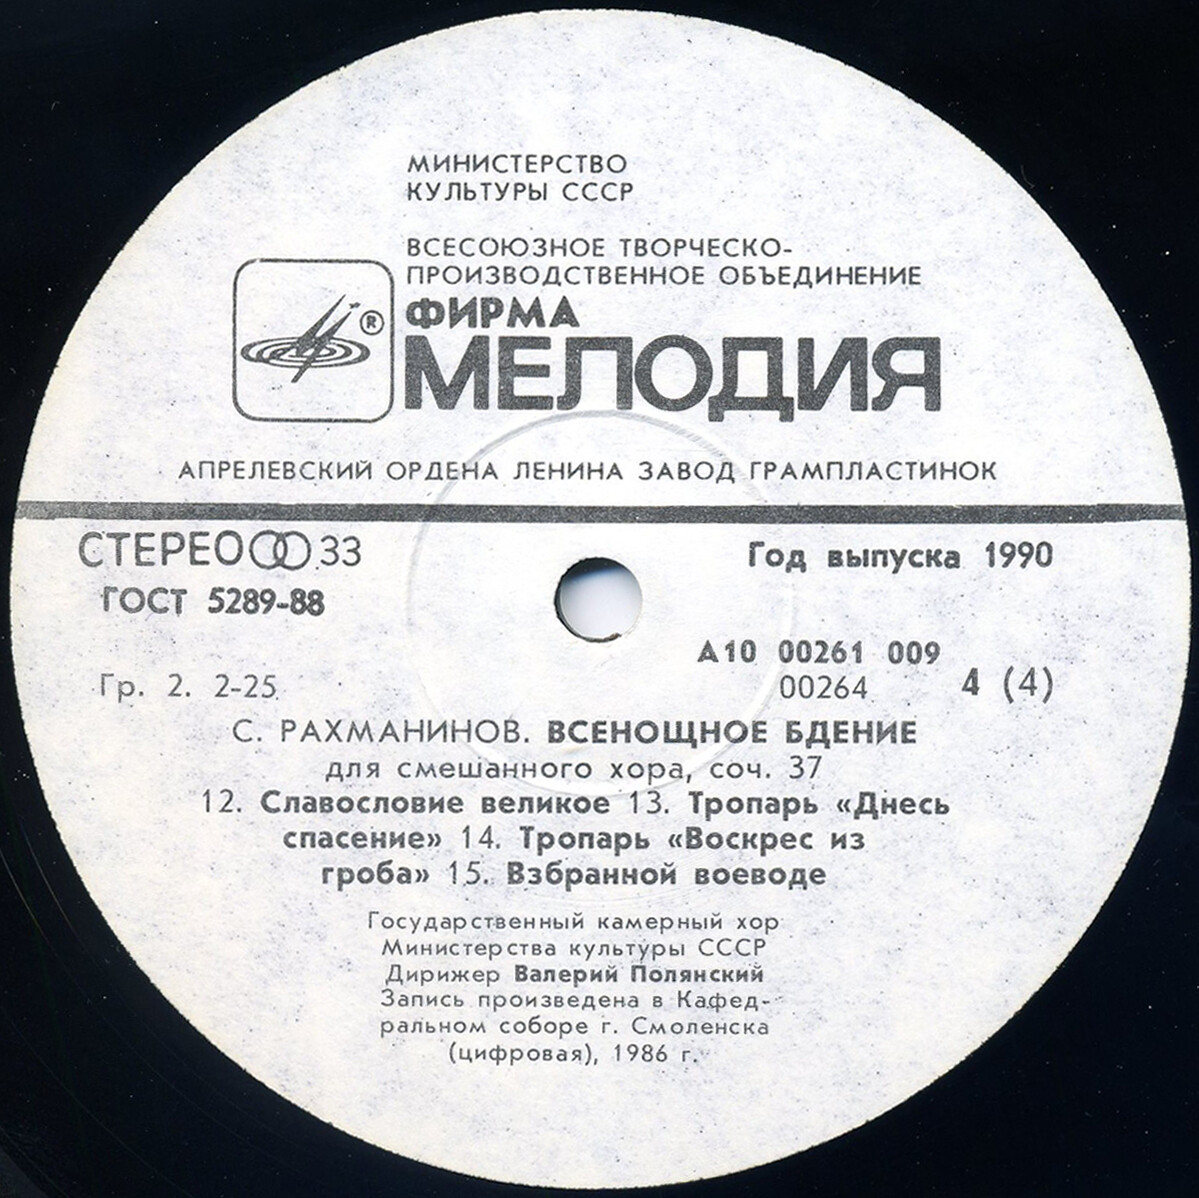 МИНИСТЕРСТВО
КУЛЬТУРЫ СССР
ВСЕСОЮЗНОЕ ТВОРЧЕСКО-
ПРОИЗВОДСТВЕННОЕ ОБЪЕДИНЕНИЕ
ФИРМА
®
МЕЛОДИЯ
АПРЕЛЕВСКИЙ ОРДЕНА ЛЕНИНА ЗАВОД ГРАМПЛАСТИНОК
СТЕРЕО 33
Год выпуска 1990
ГОСТ 5289-88
А10 00261 009
Гр. 2. 2-25
00264 4 (4)
С. РАХМАНИНОВ. ВСЕНОЩНОЕ БДЕНИЕ
для смешанного хора, соч. 37
12. Славословие великое 13. Тропарь «Днесь
спасение» 14. Тропарь «Воскрес из
гроба» 15. Взбранной воеводе
Государственный камерный хор
Министерства культуры СССР
Дирижер Валерий Полянский
Запись произведена в Кафед-
ральном соборе г. Смоленска
(цифровая), 1986 г.